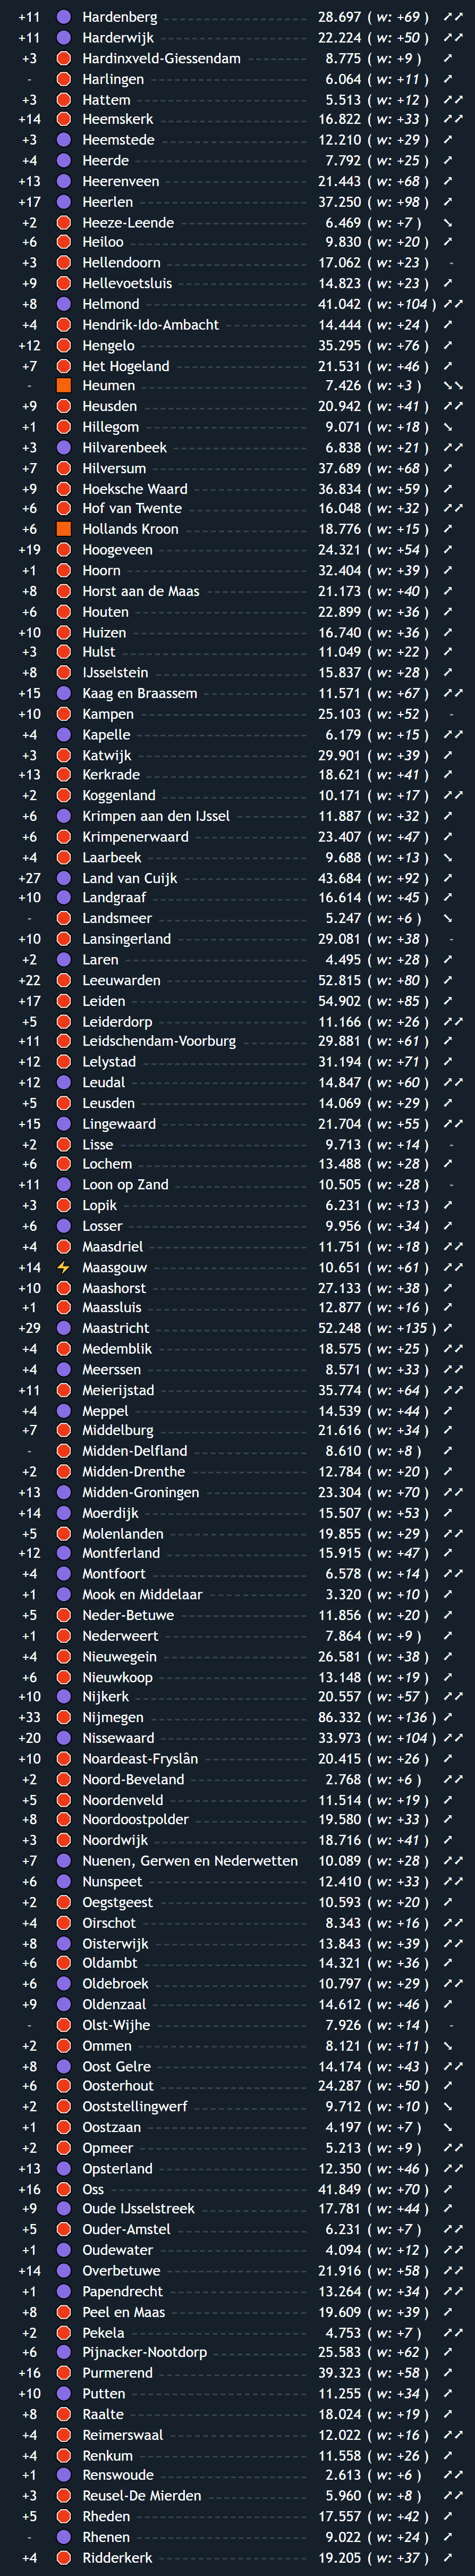 +11 Hardenberg 28.697 ( w: +69 ) ↗↗
+11 Harderwijk 22.224 ( w: +50 ) ↗↗
+3 Hardinxveld-Giessendam 8.775 ( w: +9 ) ↗
- Harlingen 6.064 ( w: +11 ) ↗
+3 Hattem 5.513 ( w: +12 ) ↗↗
+14 Heemskerk 16.822 ( w: +33 ) ↗↗
+3 Heemstede 12.210 ( w: +29 ) ↗
+4 Heerde 7.792 ( w: +25 ) ↗
+13 Heerenveen 21.443 ( w: +68 ) ↗
+17 Heerlen 37.250 ( w: +98 ) ↗
+2 Heeze-Leende 6.469 ( w: +7 ) ↘
+6 Heiloo 9.830 ( w: +20 ) ↗
+3 Hellendoorn 17.062 ( w: +23 ) -
+9 Hellevoetsluis 14.823 ( w: +23 ) ↗
+8 Helmond 41.042 ( w: +104 ) ↗↗
+4 Hendrik-Ido-Ambacht 14.444 ( w: +24 ) ↗
+12 Hengelo 35.295 ( w: +76 ) ↗
+7 Het Hogeland 21.531 ( w: +46 ) ↗
- Heumen 7.426 ( w: +3 ) ↘↘
+9 Heusden 20.942 ( w: +41 ) ↗↗
+1 Hillegom 9.071 ( w: +18 ) ↘
+3 Hilvarenbeek 6.838 ( w: +21 ) ↗↗
+7 Hilversum 37.689 ( w: +68 ) ↗
+9 Hoeksche Waard 36.834 ( w: +59 ) ↗
+6 Hof van Twente 16.048 ( w: +32 ) ↗↗
+6 Hollands Kroon 18.776 ( w: +15 ) ↗
+19 Hoogeveen 24.321 ( w: +54 ) ↗
+1 Hoorn 32.404 ( w: +39 ) ↗
+8 Horst aan de Maas 21.173 ( w: +40 ) ↗
+6 Houten 22.899 ( w: +36 ) ↗
+10 Huizen 16.740 ( w: +36 ) ↗
+3 Hulst 11.049 ( w: +22 ) ↗
+8 IJsselstein 15.837 ( w: +28 ) ↗
+15 Kaag en Braassem 11.571 ( w: +67 ) ↗↗
+10 Kampen 25.103 ( w: +52 ) -
+4 Kapelle 6.179 ( w: +15 ) ↗↗
+3 Katwijk 29.901 ( w: +39 ) ↗
+13 Kerkrade 18.621 ( w: +41 ) ↗
+2 Koggenland 10.171 ( w: +17 ) ↗↗
+6 Krimpen aan den IJssel 11.887 ( w: +32 ) ↗
+6 Krimpenerwaard 23.407 ( w: +47 ) ↗
+4 Laarbeek 9.688 ( w: +13 ) ↘
+27 Land van Cuijk 43.684 ( w: +92 ) ↗
+10 Landgraaf 16.614 ( w: +45 ) ↗
- Landsmeer 5.247 ( w: +6 ) ↘
+10 Lansingerland 29.081 ( w: +38 ) -
+2 Laren 4.495 ( w: +28 ) ↗
+22 Leeuwarden 52.815 ( w: +80 ) ↗
+17 Leiden 54.902 ( w: +85 ) ↗
+5 Leiderdorp 11.166 ( w: +26 ) ↗↗
+11 Leidschendam-Voorburg 29.881 ( w: +61 ) ↗
+12 Lelystad 31.194 ( w: +71 ) ↗
+12 Leudal 14.847 ( w: +60 ) ↗↗
+5 Leusden 14.069 ( w: +29 ) ↗
+15 Lingewaard 21.704 ( w: +55 ) ↗↗
+2 Lisse 9.713 ( w: +14 ) -
+6 Lochem 13.488 ( w: +28 ) ↗
+11 Loon op Zand 10.505 ( w: +28 ) -
+3 Lopik 6.231 ( w: +13 ) ↗
+6 Losser 9.956 ( w: +34 ) ↗
+4 Maasdriel 11.751 ( w: +18 ) ↗↗
+14 Maasgouw 10.651 ( w: +61 ) ↗↗
+10 Maashorst 27.133 ( w: +38 ) ↗
+1 Maassluis 12.877 ( w: +16 ) ↗
+29 Maastricht 52.248 ( w: +135 ) ↗
+4 Medemblik 18.575 ( w: +25 ) ↗↗
+4 Meerssen 8.571 ( w: +33 ) ↗↗
+11 Meierijstad 35.774 ( w: +64 ) ↗↗
+4 Meppel 14.539 ( w: +44 ) ↗
+7 Middelburg 21.616 ( w: +34 ) ↗
- Midden-Delfland 8.610 ( w: +8 ) ↗
+2 Midden-Drenthe 12.784 ( w: +20 ) ↗
+13 Midden-Groningen 23.304 ( w: +70 ) ↗↗
+14 Moerdijk 15.507 ( w: +53 ) ↗
+5 Molenlanden 19.855 ( w: +29 ) ↗↗
+12 Montferland 15.915 ( w: +47 ) ↗
+4 Montfoort 6.578 ( w: +14 ) ↗↗
+1 Mook en Middelaar 3.320 ( w: +10 ) ↗
+5 Neder-Betuwe 11.856 ( w: +20 ) ↗
+1 Nederweert 7.864 ( w: +9 ) ↗
+4 Nieuwegein 26.581 ( w: +38 ) ↗
+6 Nieuwkoop 13.148 ( w: +19 ) ↗
+10 Nijkerk 20.557 ( w: +57 ) ↗↗
+33 Nijmegen 86.332 ( w: +136 ) ↗
+20 Nissewaard 33.973 ( w: +104 ) ↗↗
+10 Noardeast-Fryslân 20.415 ( w: +26 ) ↗
+2 Noord-Beveland 2.768 ( w: +6 ) ↗↗
+5 Noordenveld 11.514 ( w: +19 ) ↗
+8 Noordoostpolder 19.580 ( w: +33 ) ↗
+3 Noordwijk 18.716 ( w: +41 ) ↗
+7 Nuenen, Gerwen en Nederwetten 10.089 ( w: +28 ) ↗↗
+6 Nunspeet 12.410 ( w: +33 ) ↗↗
+2 Oegstgeest 10.593 ( w: +20 ) ↗
+4 Oirschot 8.343 ( w: +16 ) ↗↗
+8 Oisterwijk 13.843 ( w: +39 ) ↗↗
+6 Oldambt 14.321 ( w: +36 ) ↗
+6 Oldebroek 10.797 ( w: +29 ) ↗↗
+9 Oldenzaal 14.612 ( w: +46 ) ↗
- Olst-Wijhe 7.926 ( w: +14 ) -
+2 Ommen 8.121 ( w: +11 ) ↘
+8 Oost Gelre 14.174 ( w: +43 ) ↗↗
+6 Oosterhout 24.287 ( w: +50 ) ↗
+2 Ooststellingwerf 9.712 ( w: +10 ) ↘
+1 Oostzaan 4.197 ( w: +7 ) ↘
+2 Opmeer 5.213 ( w: +9 ) ↗↗
+13 Opsterland 12.350 ( w: +46 ) ↗↗
+16 Oss 41.849 ( w: +70 ) ↗
+9 Oude IJsselstreek 17.781 ( w: +44 ) ↗
+5 Ouder-Amstel 6.231 ( w: +7 ) ↗↗
+1 Oudewater 4.094 ( w: +12 ) ↗↗
+14 Overbetuwe 21.916 ( w: +58 ) ↗↗
+1 Papendrecht 13.264 ( w: +34 ) ↗↗
+8 Peel en Maas 19.609 ( w: +39 ) ↗
+2 Pekela 4.753 ( w: +7 ) ↗↗
+6 Pijnacker-Nootdorp 25.583 ( w: +62 ) ↗
+16 Purmerend 39.323 ( w: +58 ) ↗
+10 Putten 11.255 ( w: +34 ) ↗
+8 Raalte 18.024 ( w: +19 ) ↗
+4 Reimerswaal 12.022 ( w: +16 ) ↗↗
+4 Renkum 11.558 ( w: +26 ) ↗
+1 Renswoude 2.613 ( w: +6 ) ↗↗
+3 Reusel-De Mierden 5.960 ( w: +8 ) ↗↗
+5 Rheden 17.557 ( w: +42 ) ↗
- Rhenen 9.022 ( w: +24 ) ↗
+4 Ridderkerk 19.205 ( w: +37 ) ↗